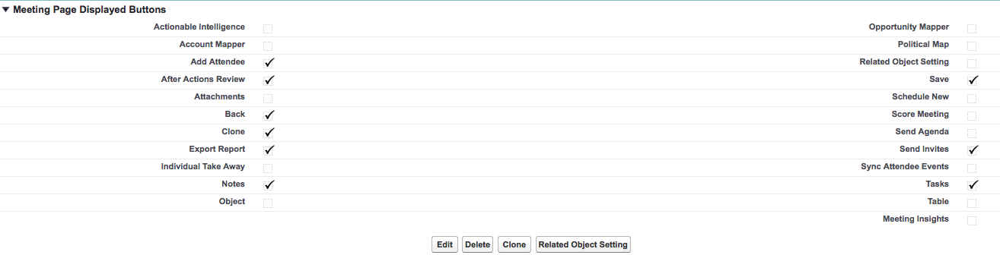 Meeting Page Displayed Buttons
Actionable Intelligence Opportunity Mapper
Account Mapper Political Map
Add Attendee Related Object Setting
After Actions Review Save
Attachments Schedule New
Back Score Meeting
Clone Send Agenda
Export Report Send Invites
Individual Take Away Sync Attendee Events
Notes Tasks
Object Table
Meeting Insights
Edit Delete Clone Related Object Setting